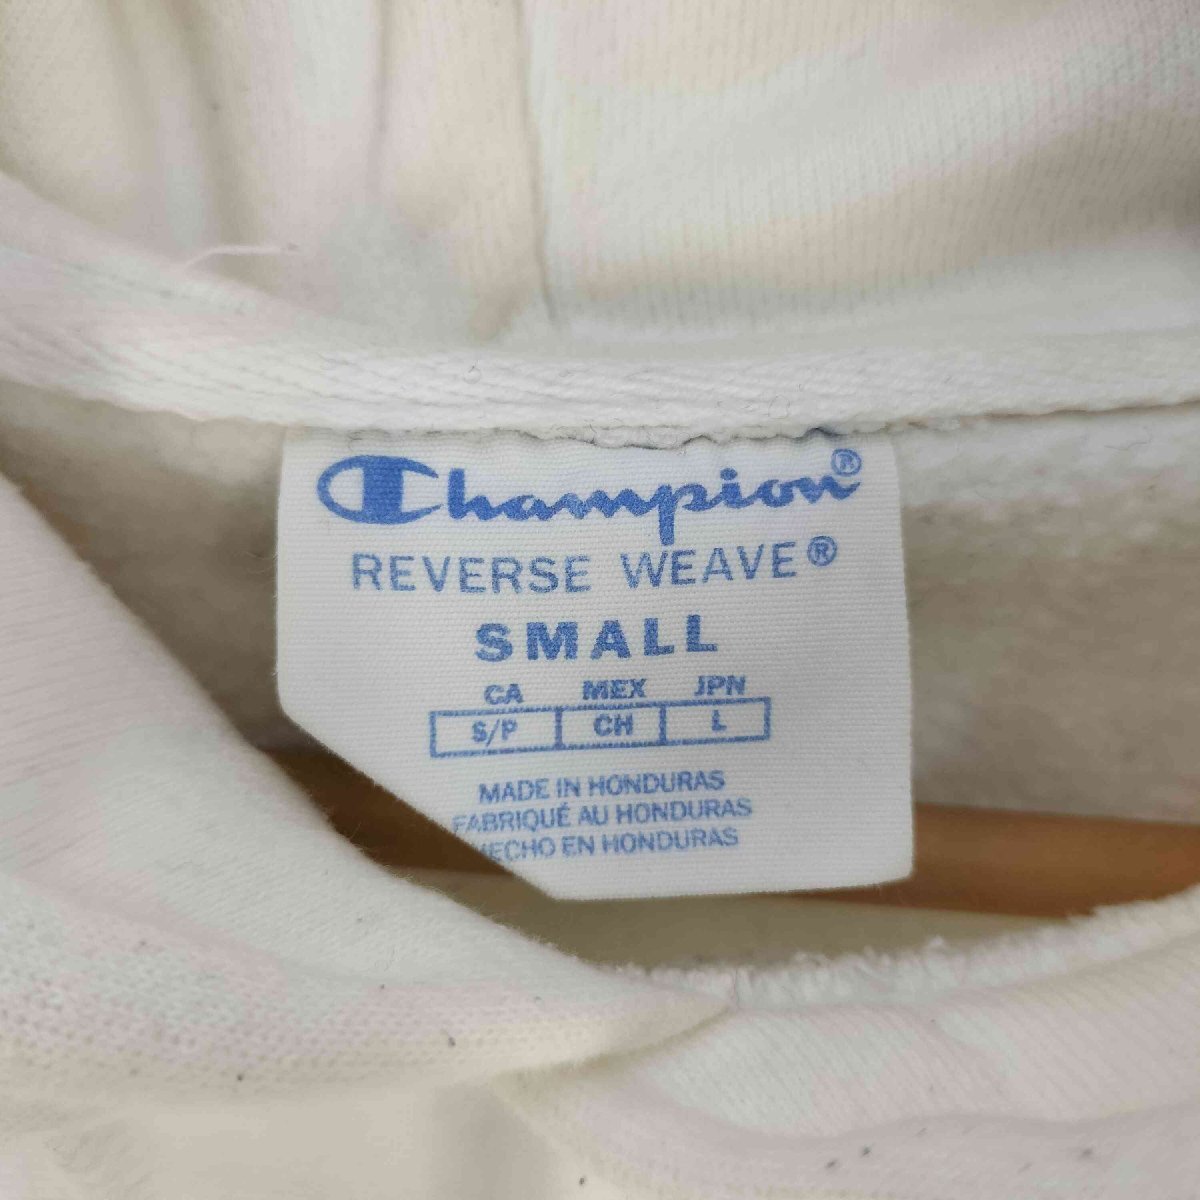 Champion®
REVERSE WEAVE®
SMALL
CA MEX JPN
S/P CH L
MADE IN HONDURAS
FABRIQUÉ AU HONDURAS
HECHO EN HONDURAS